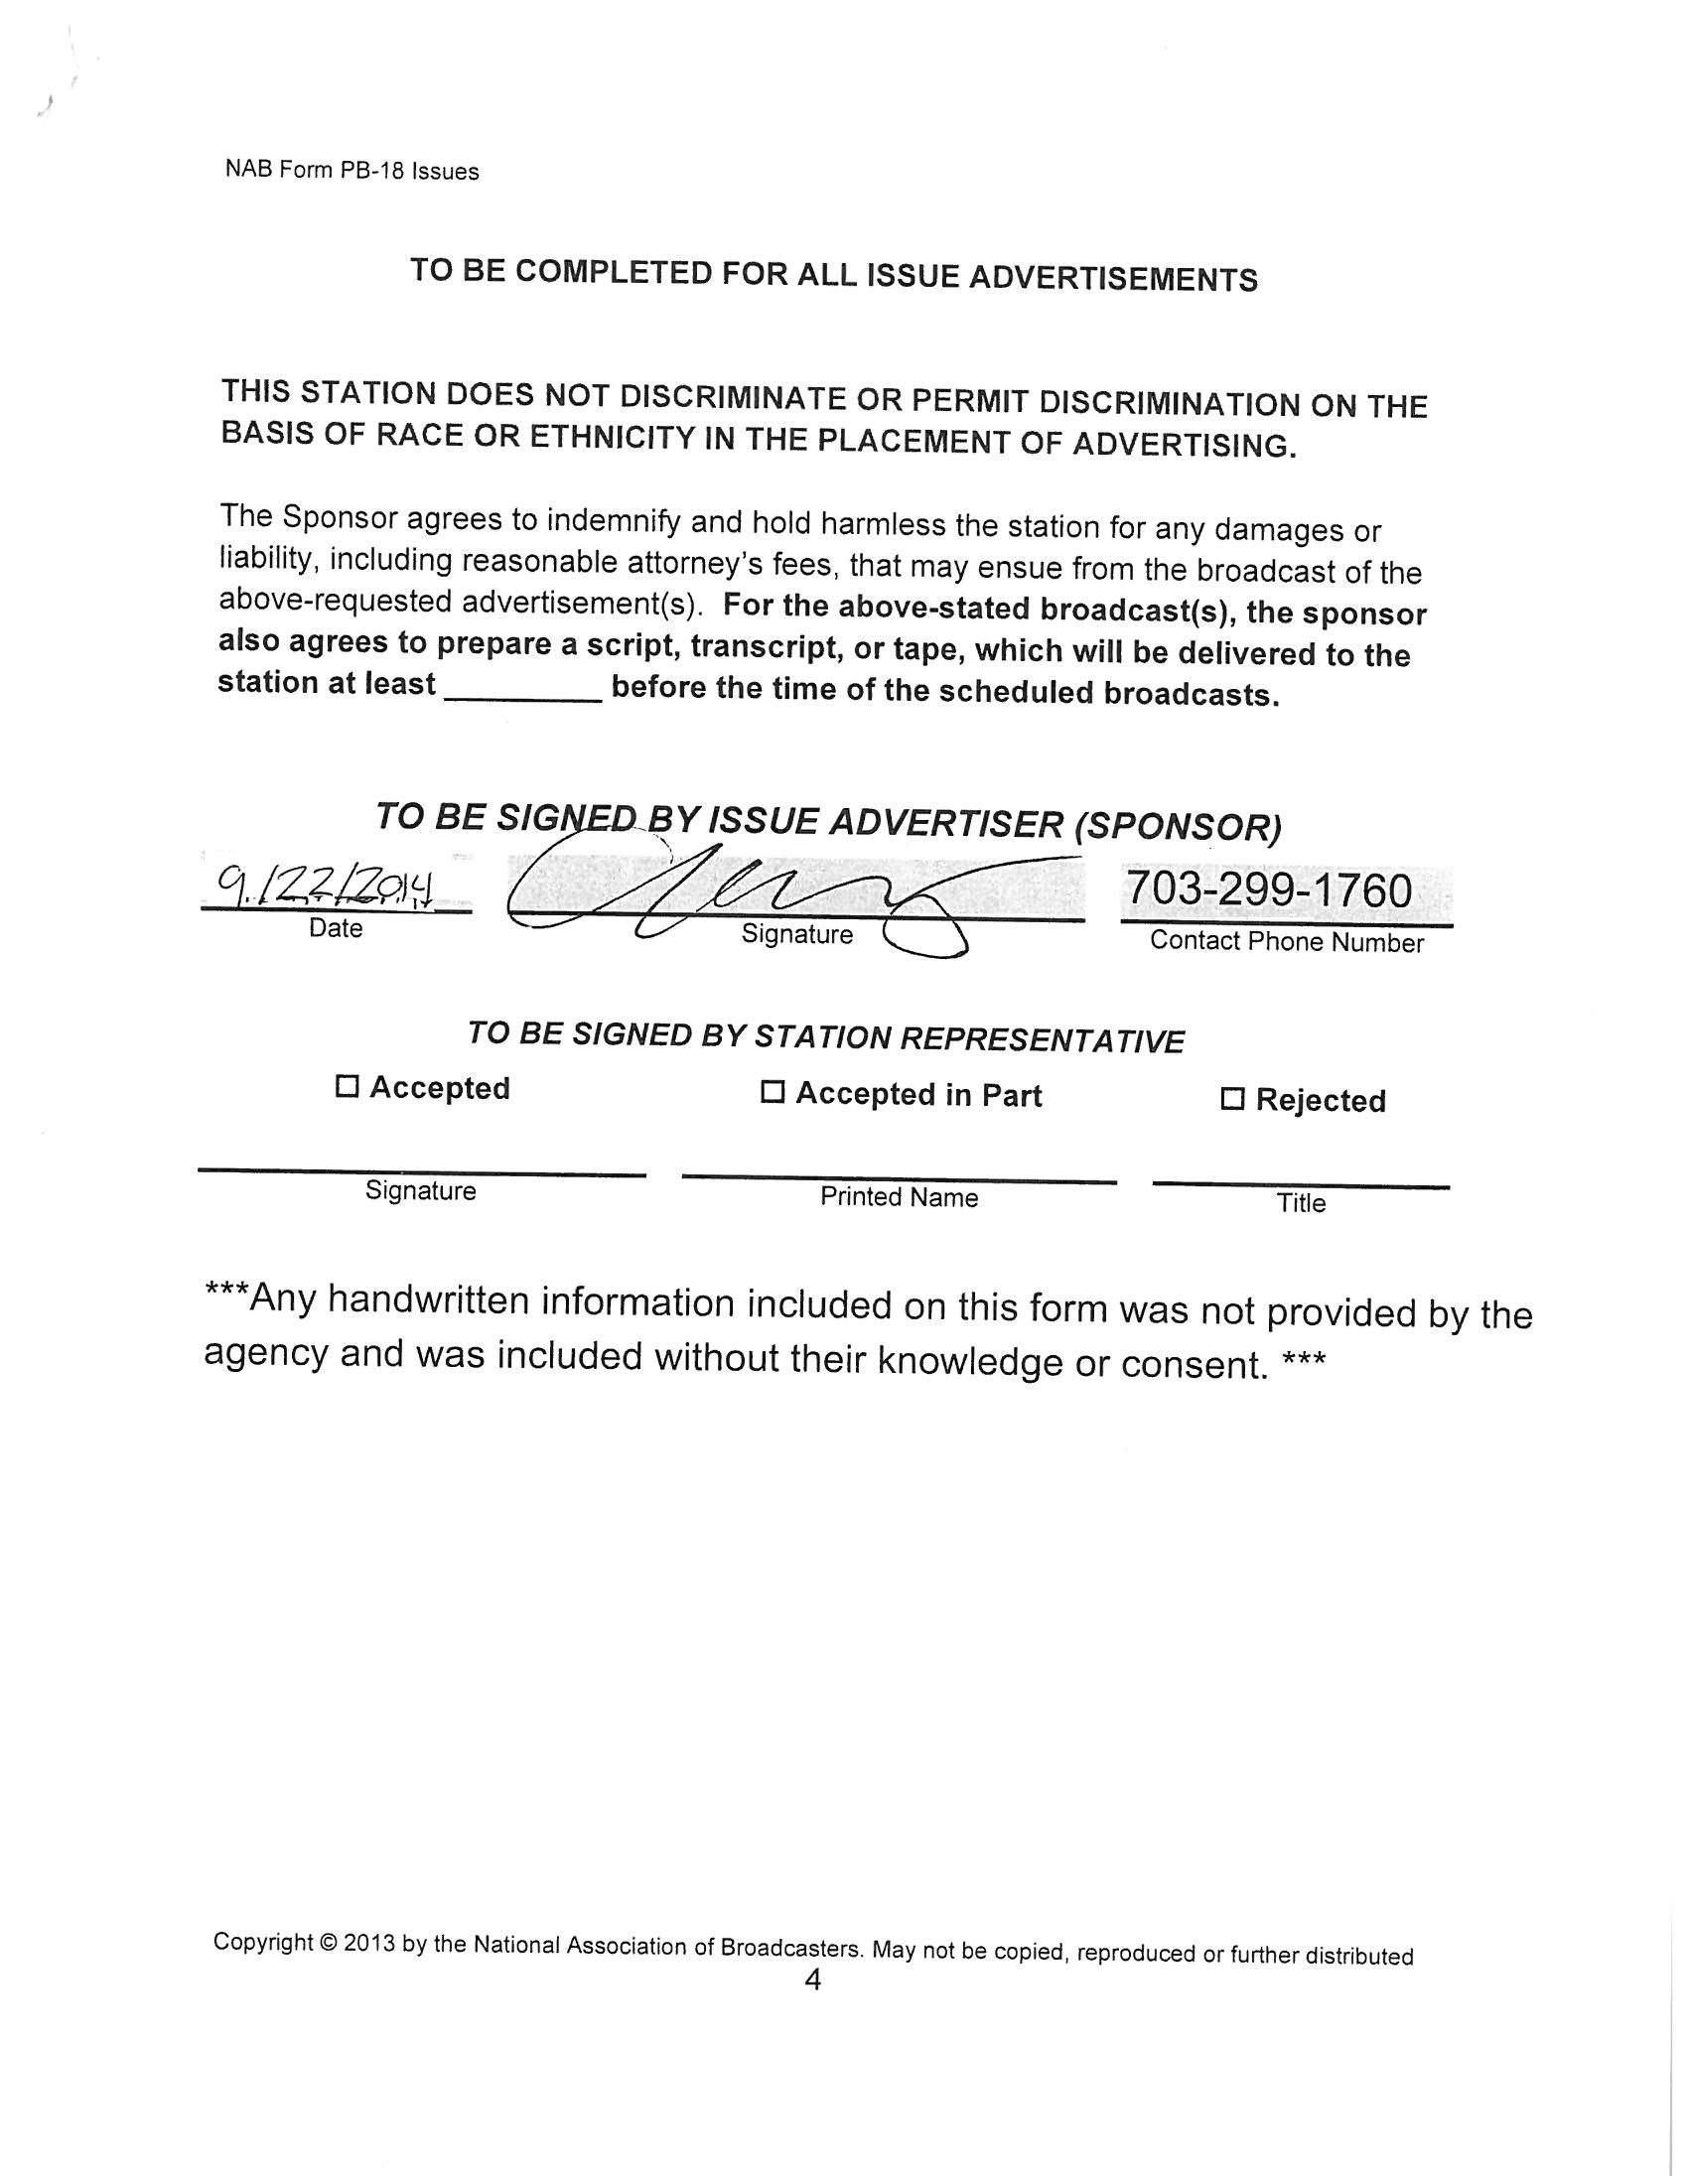 NAB Form PB-18 Issues
TO BE COMPLETED FOR ALL ISSUE ADVERTISEMENTS
THIS STATION DOES NOT DISCRIMINATE OR PERMIT DISCRIMINATION ON THE
BASIS OF RACE OR ETHNICITY IN THE PLACEMENT OF ADVERTISING.
The Sponsor agrees to indemnify and hold harmless the station for any damages or
liability, including reasonable attorney's fees, that may ensue from the broadcast of the
above-requested advertisement(s). For the above-stated broadcast(s), the sponsor
also agrees to prepare a script, transcript, or tape, which will be delivered to the
station at least ________ before the time of the scheduled broadcasts.
TO BE SIGNED BY ISSUE ADVERTISER (SPONSOR)
9/22/2014 703-299-1760
Date Signature Contact Phone Number
TO BE SIGNED BY STATION REPRESENTATIVE
☐ Accepted ☐ Accepted in Part ☐ Rejected
Signature Printed Name Title
***Any handwritten information included on this form was not provided by the
agency and was included without their knowledge or consent. ***
Copyright © 2013 by the National Association of Broadcasters. May not be copied, reproduced or further distributed
4